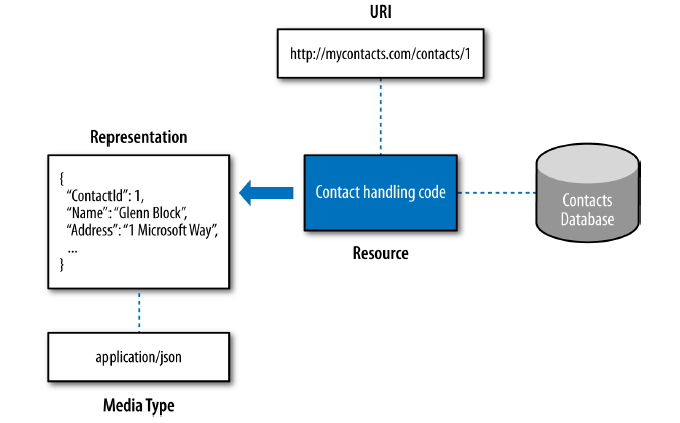 URI
http://mycontacts.com/contacts/1
Representation
{
“ContactId”: 1,
“Name”: “Glenn Block”,
“Address”: “1 Microsoft Way”,
...
}
Contact handling code
Resource
Contacts
Database
application/json
Media Type